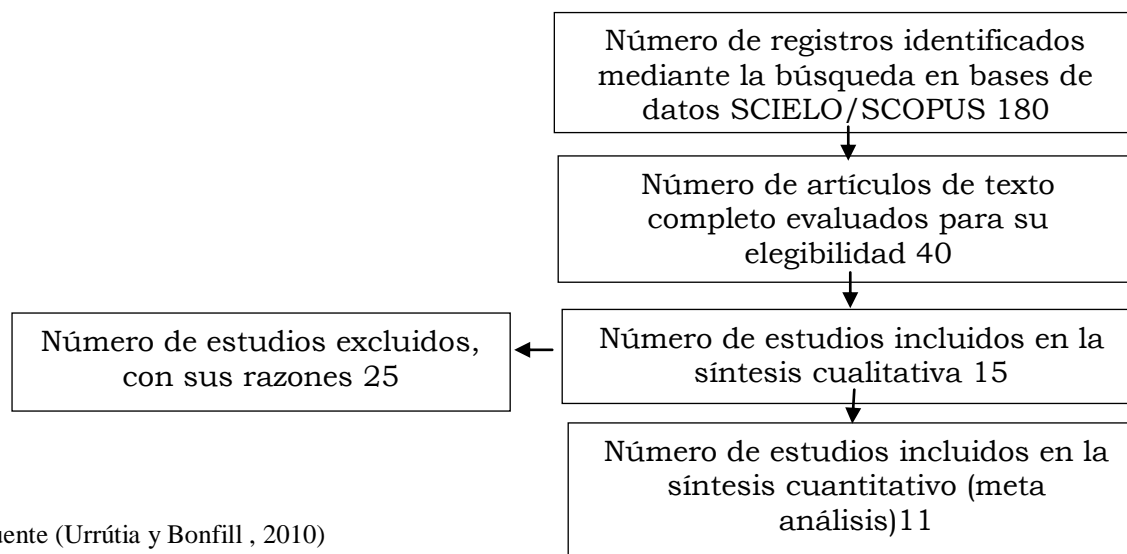 Número de registros identificados
mediante la búsqueda en bases de
datos SCIELO/SCOPUS 180
Número de artículos de texto
completo evaluados para su
elegibilidad 40
Número de estudios excluidos,
con sus razones 25
Número de estudios incluidos en la
síntesis cualitativa 15
Número de estudios incluidos en la
síntesis cuantitativo (meta
análisis)11
uente (Urrútia y Bonfill , 2010)